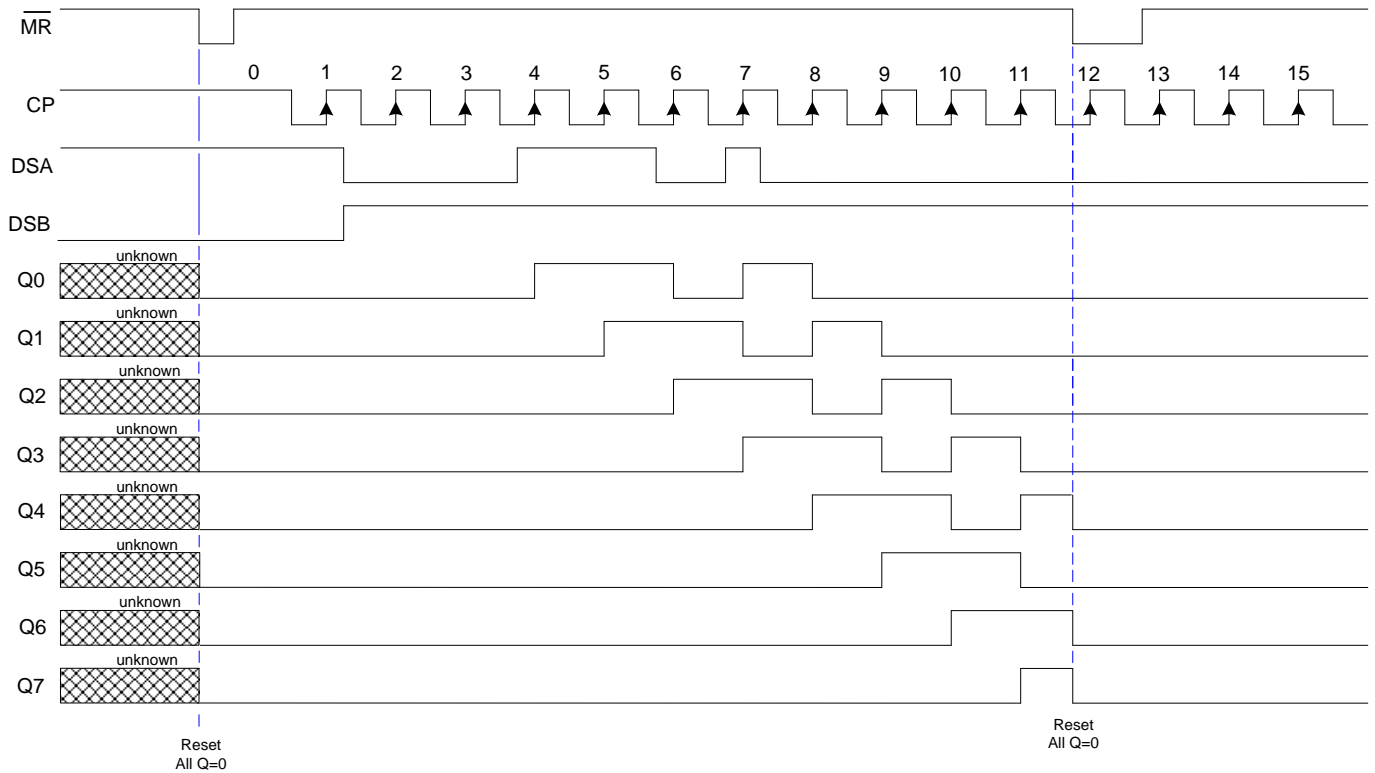 MR
0 1 2 3 4 5 6 7 8 9 10 11 12 13 14 15
CP
DSA
DSB
unknown
Q0
unknown
Q1
unknown
Q2
unknown
Q3
unknown
Q4
unknown
Q5
unknown
Q6
unknown
Q7
Reset
All Q=0
Reset
All Q=0